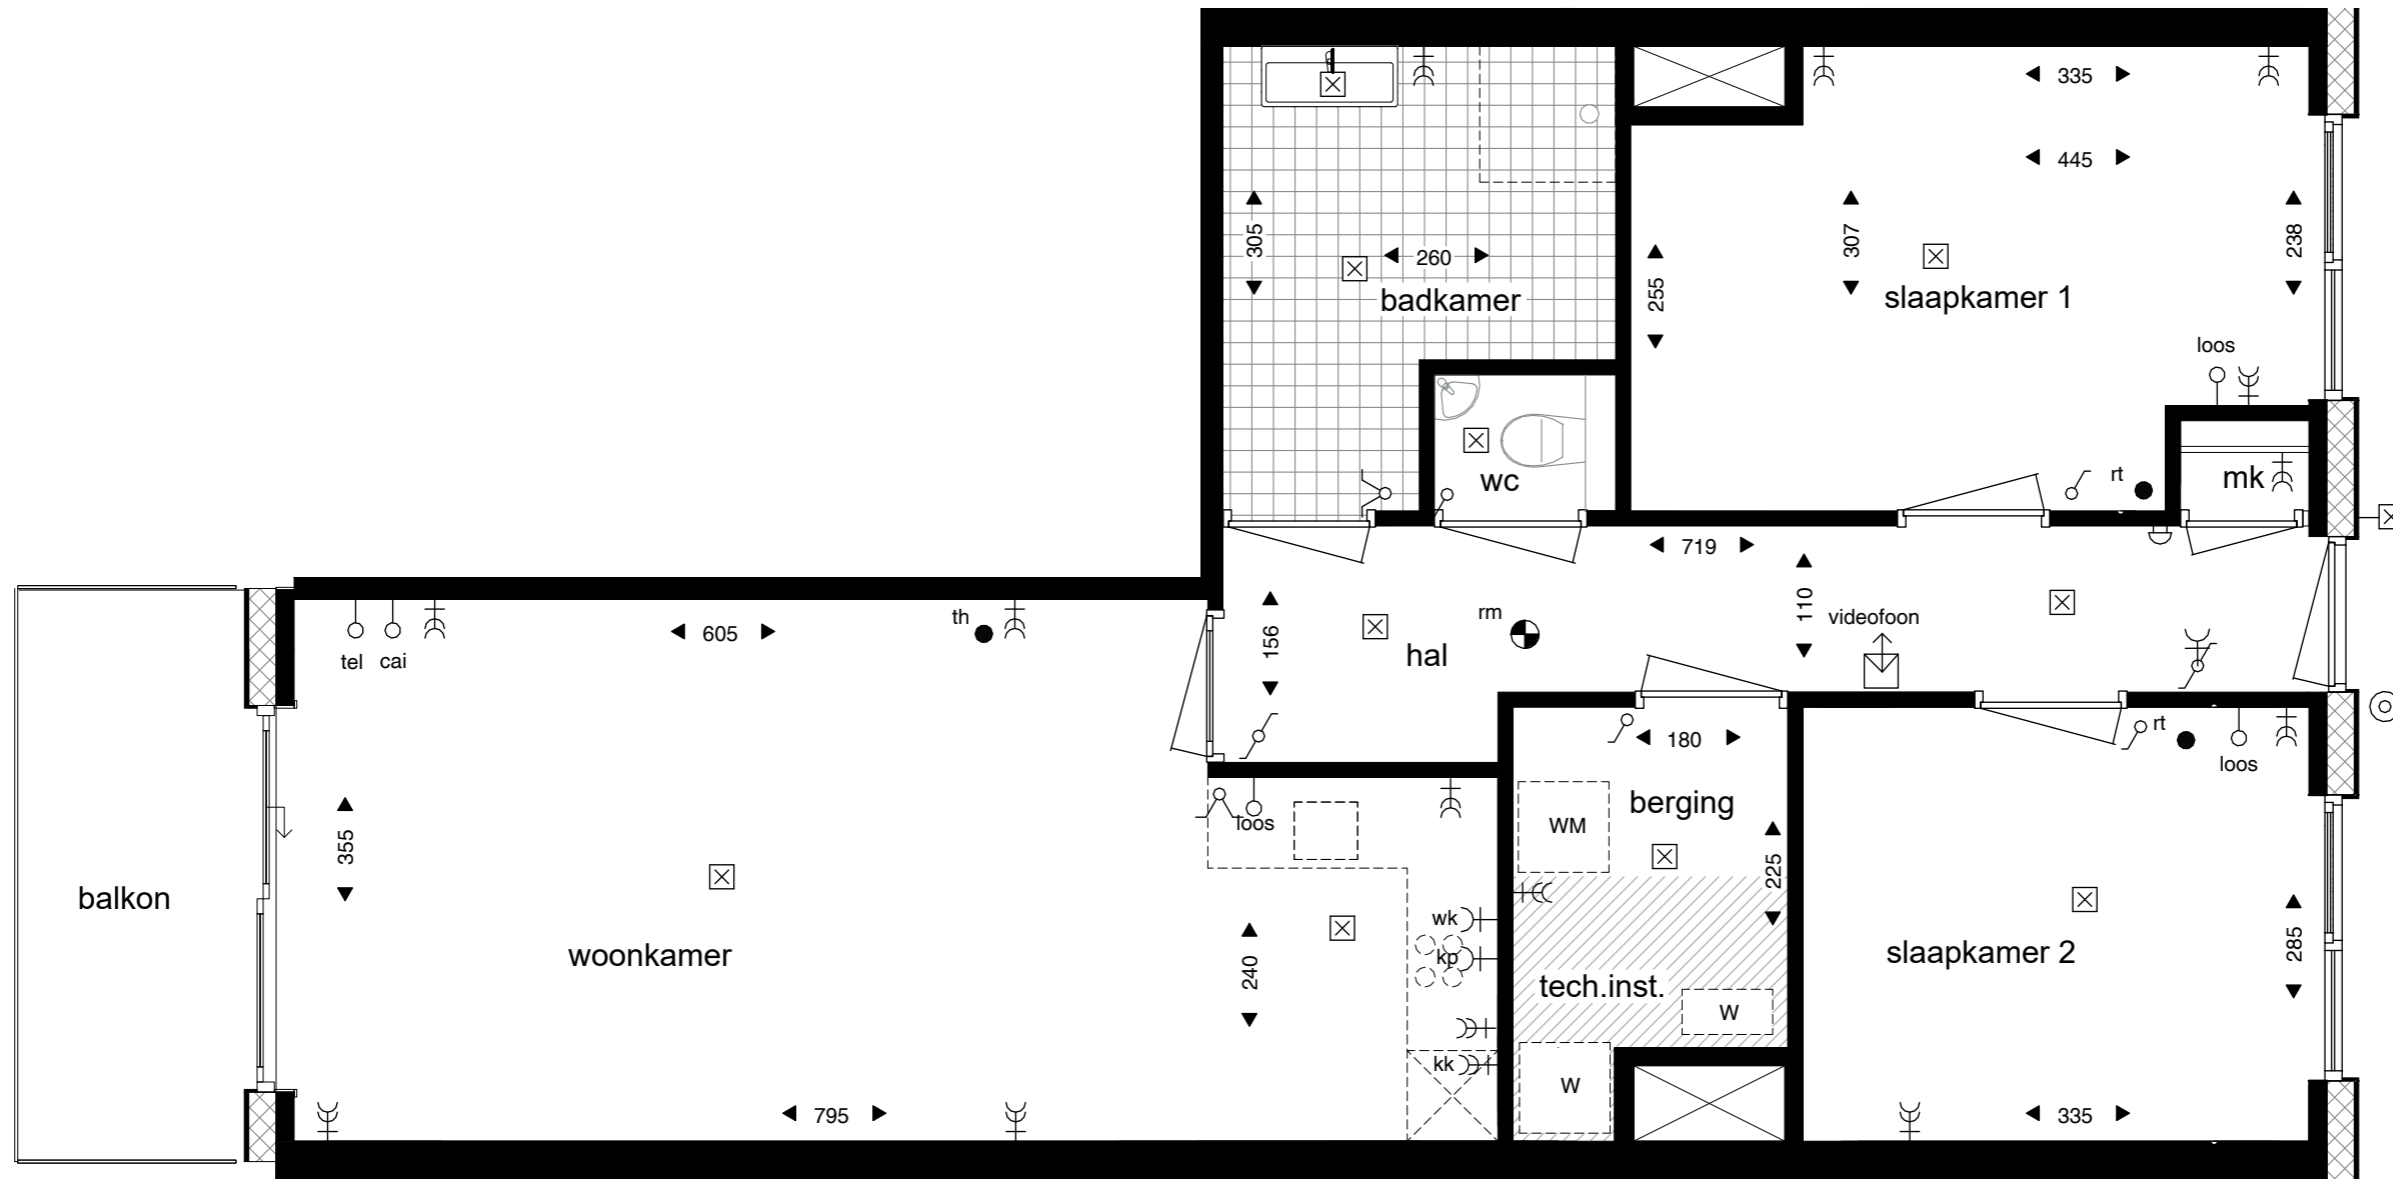 335
445
305
260
badkamer
255
307
238
slaapkamer 1
loos
wc
rt
mk
719
110
videofoon
rm
hal
156
th
605
tel
cai
180
rt
loos
355
loos
WM
berging
225
balkon
woonkamer
wk
kp
240
kk
tech.inst.
W
W
slaapkamer 2
285
795
335